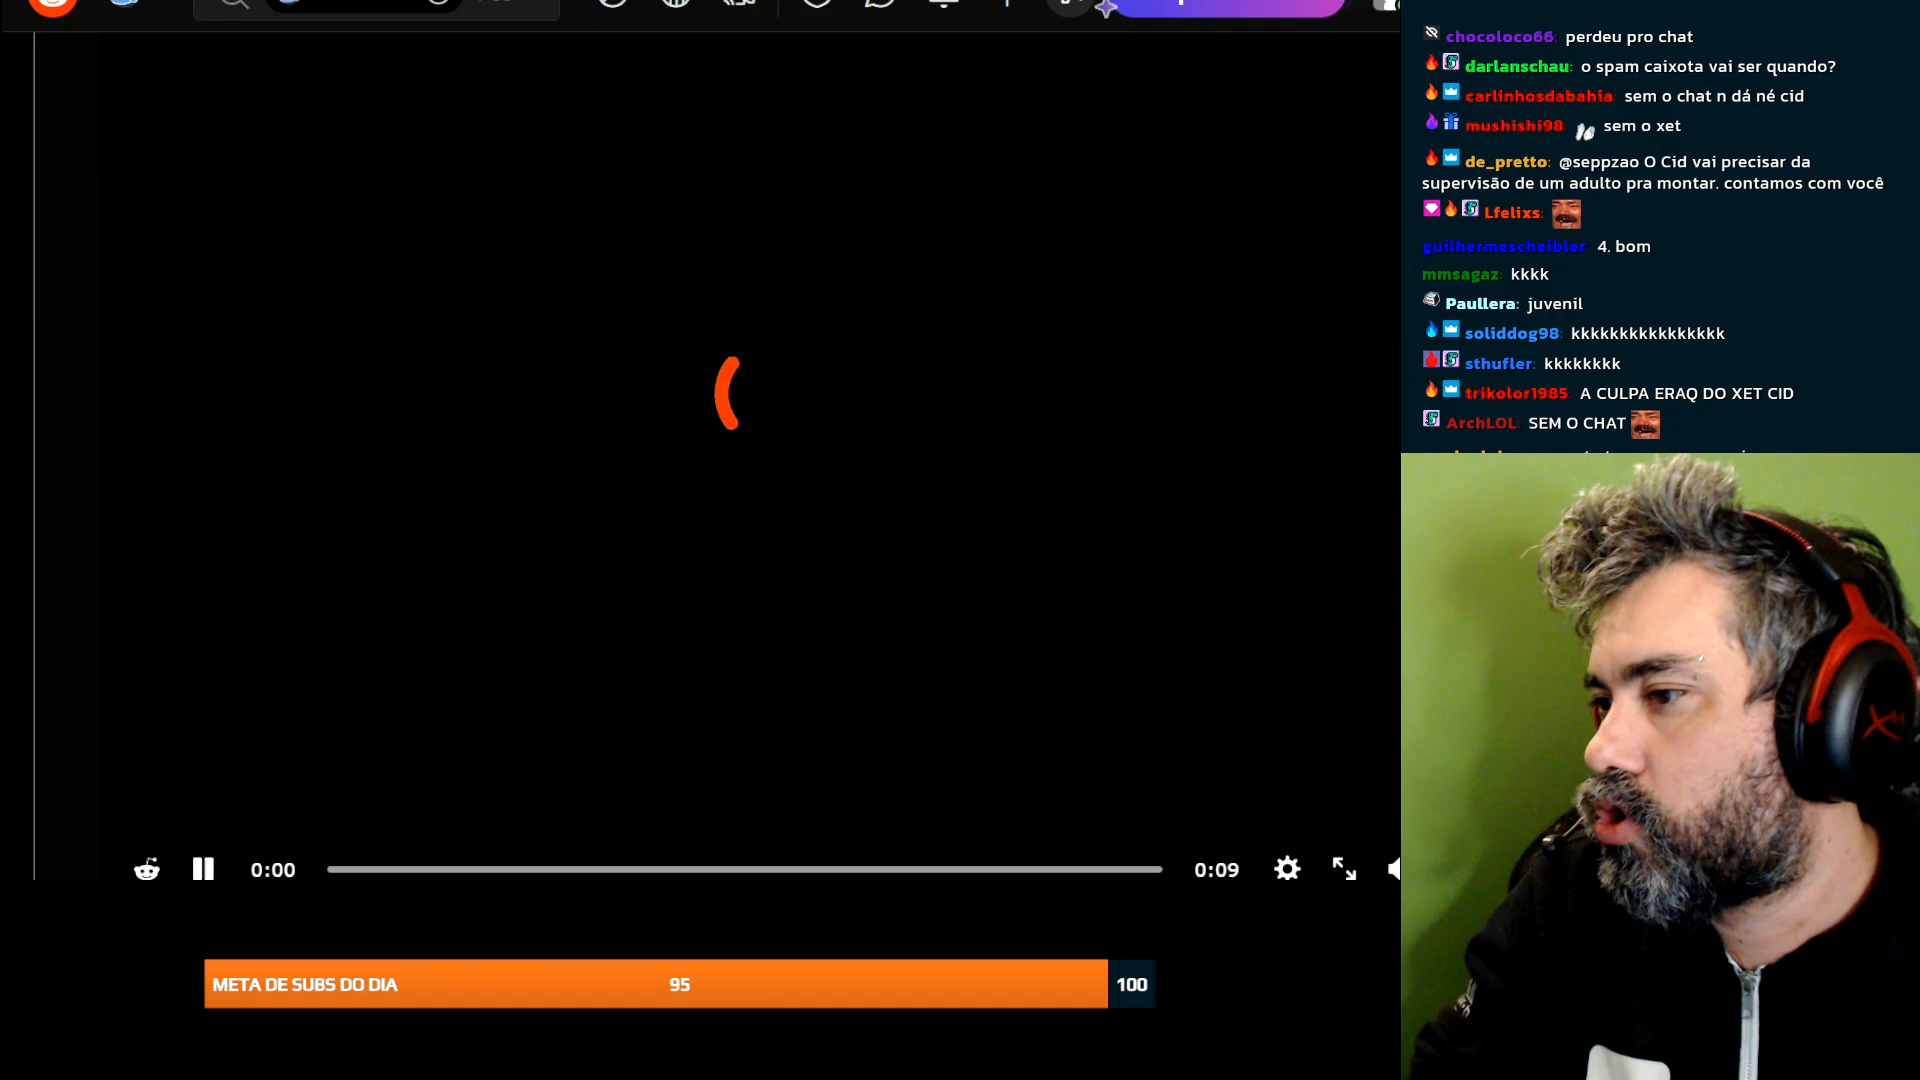 chocoloco66: perdeu pro chat
darlanschau: o spam caixota vai ser quando?
carlinhosdabahia: sem o chat n dá né cid
mushishi98: sem o xet
de_pretto: @seppzao O Cid vai precisar da
supervisão de um adulto pra montar. contamos com você
Lfelixs:
guilhermescheibler: 4. bom
mmsagaz: kkkk
Paullera: juvenil
soliddog98: kkkkkkkkkkkkkkkk
sthufler: kkkkkkkk
trikolor1985: A CULPA ERAQ DO XET CID
ArchLOL: SEM O CHAT
0:00
0:09
META DE SUBS DO DIA 95 100